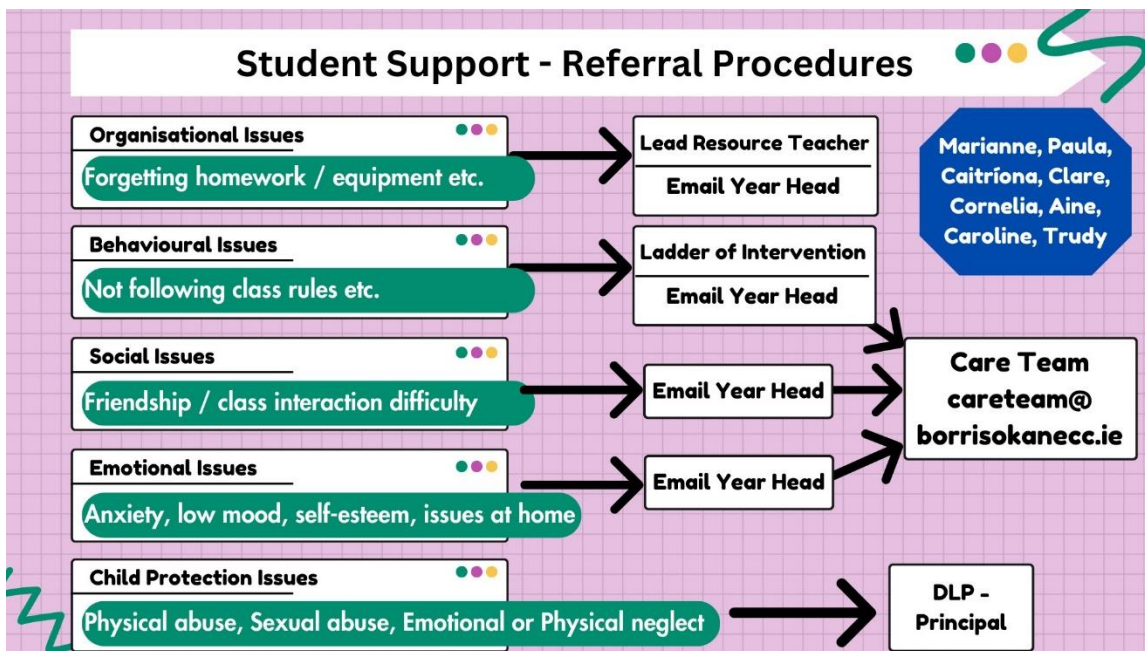 Student Support - Referral Procedures
Organisational Issues
Forgetting homework / equipment etc.
Lead Resource Teacher
Email Year Head
Marianne, Paula,
Caitríona, Clare,
Cornelia, Aine,
Caroline, Trudy
Behavioural Issues
Not following class rules etc.
Ladder of Intervention
Email Year Head
Social Issues
Friendship / class interaction difficulty
Email Year Head
Care Team
careteam@
borrisokanecc.ie
Emotional Issues
Anxiety, low mood, self-esteem, issues at home
Email Year Head
Child Protection Issues
Physical abuse, Sexual abuse, Emotional or Physical neglect
DLP -
Principal